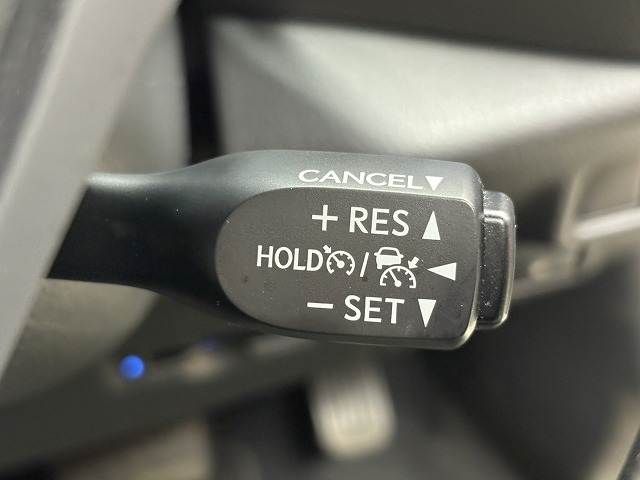 CANCEL▼
+ RES ▲
HOLD / ◀
− SET ▼